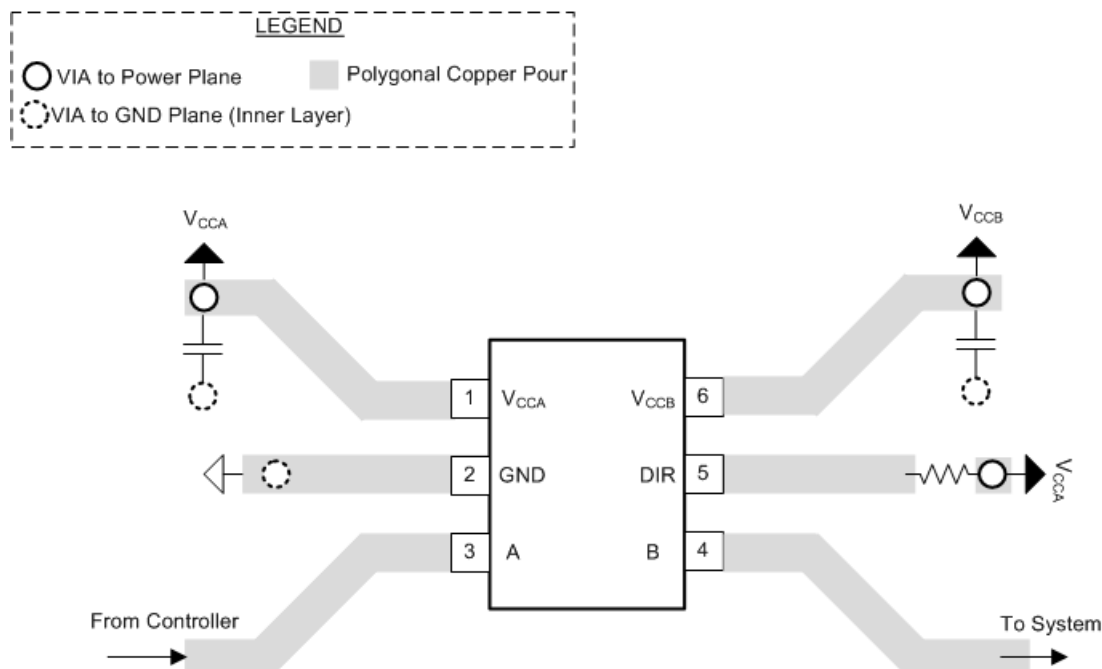 LEGEND
VIA to Power Plane
Polygonal Copper Pour
VIA to GND Plane (Inner Layer)
VCCA
VCCB
1 VCCA VCCB 6
2 GND DIR 5
VCCA
3 A B 4
From Controller
To System